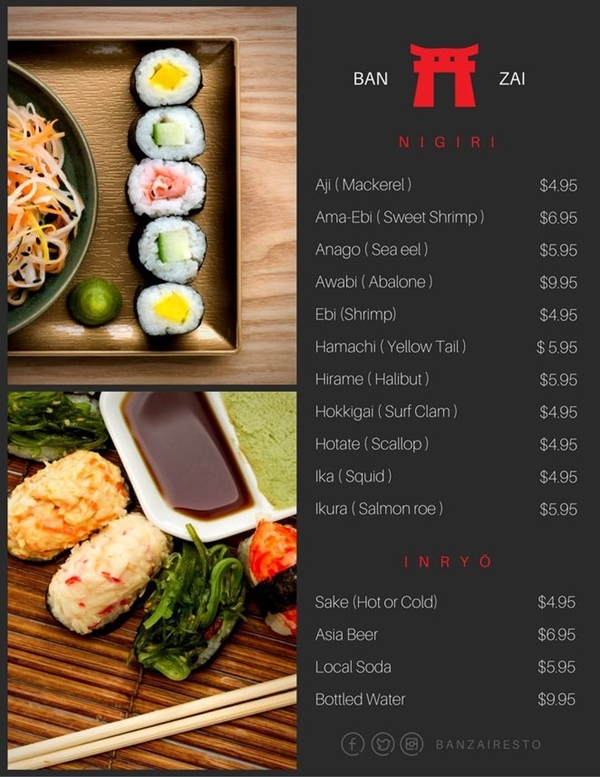 BAN ZAI
NIGIRI
Aji ( Mackerel ) $4.95
Ama-Ebi ( Sweet Shrimp ) $6.95
Anago ( Sea eel ) $5.95
Awabi ( Abalone ) $9.95
Ebi (Shrimp) $4.95
Hamachi ( Yellow Tail ) $ 5.95
Hirame ( Halibut ) $5.95
Hokkigai ( Surf Clam ) $4.95
Hotate ( Scallop ) $4.95
Ika ( Squid ) $4.95
Ikura ( Salmon roe ) $5.95
INRYŌ
Sake (Hot or Cold) $4.95
Asia Beer $6.95
Local Soda $5.95
Bottled Water $9.95
BANZAIRESTO